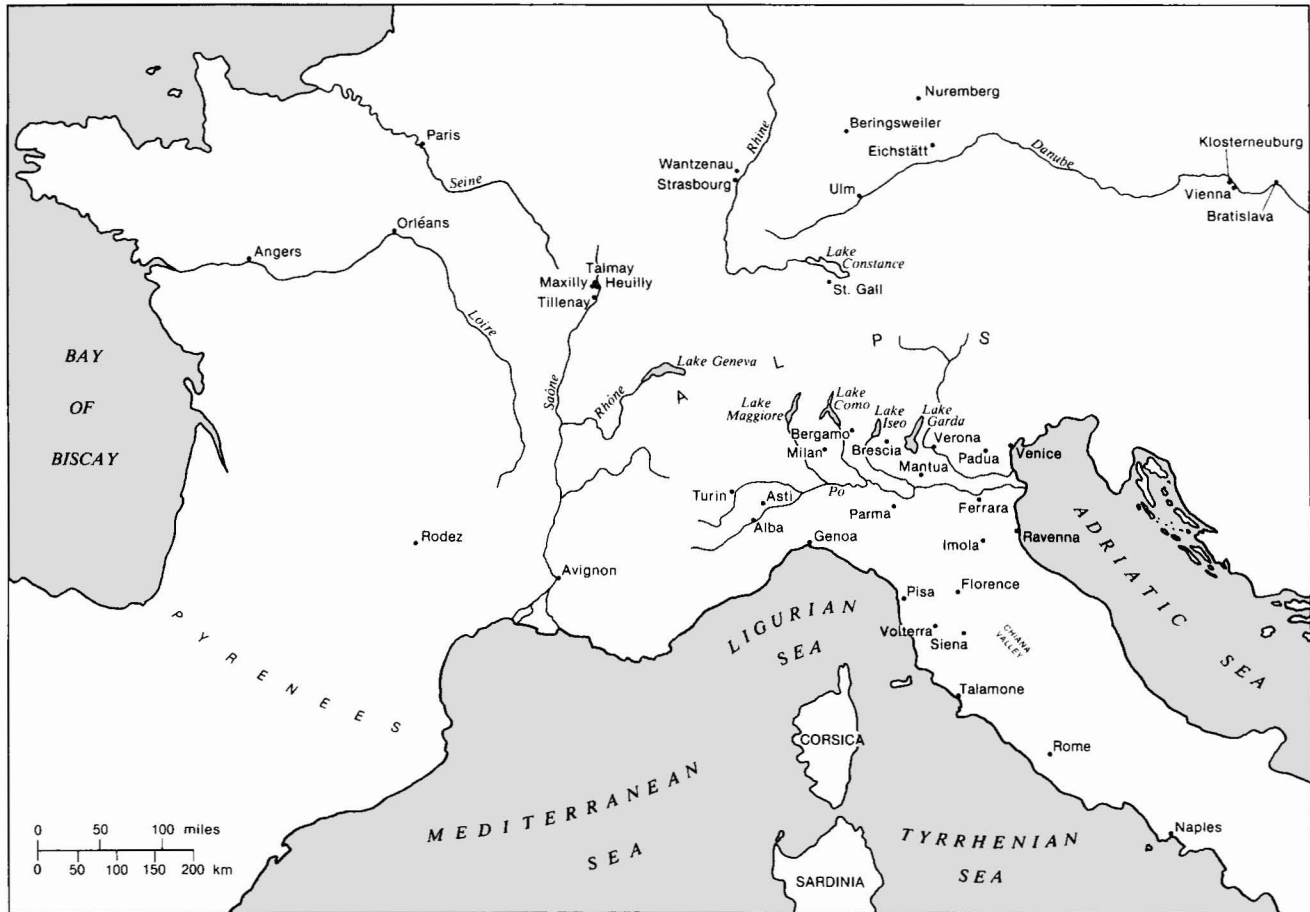 Nuremberg
Beringsweiler
Paris
Rhine
Eichstätt
Danube
Klosterneuburg
Wantzenau
Strasbourg
Seine
Ulm
Vienna
Bratislava
Orléans
Angers
Lake
Constance
Talmay
Maxilly
Heuilly
St. Gall
Tillenay
Loire
BAY
OF
BISCAY
A L P S
Lake Geneva
Saône
Rhône
Lake
Maggiore
Lake
Como
Lake
Iseo
Lake
Garda
Bergamo
Milan
Brescia
Verona
Padua
Venice
Mantua
Turin
Asti
Po
Alba
Parma
Ferrara
Rodez
Genoa
Imola
Ravenna
ADRIATIC
SEA
Avignon
Pisa
Florence
LIGURIAN
SEA
Volterra
Siena
CHIANA
VALLEY
PYRENEES
Talamone
CORSICA
Rome
MEDITERRANEAN
SEA
TYRRHENIAN
SEA
Naples
SARDINIA
0 50 100 miles
0 50 100 150 200 km